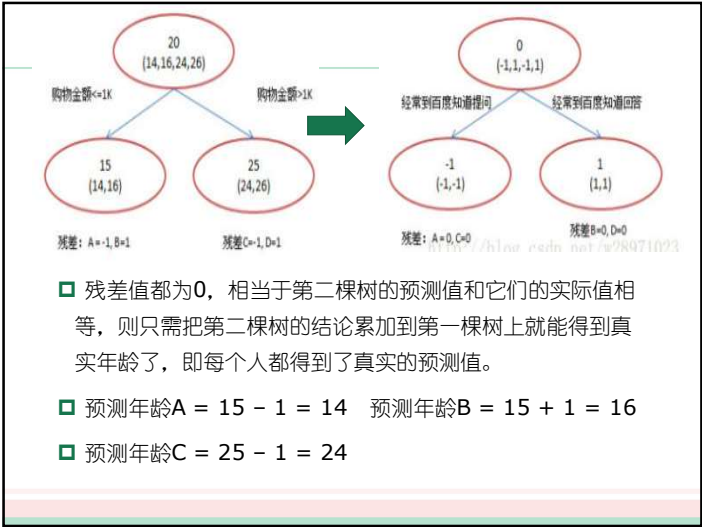 20
(14,16,24,26)
购物金额<=1K
购物金额>1K
15
(14,16)
25
(24,26)
残差：A=-1, B=1
残差C=-1, D=1
0
(-1,1,-1,1)
经常到百度知道提问
经常到百度知道回答
-1
(-1,-1)
1
(1,1)
残差：A=0, C=0
残差B=0, D=0
http://blog.csdn.net/w28971023
残差值都为0，相当于第二棵树的预测值和它们的实际值相
等，则只需把第二棵树的结论累加到第一棵树上就能得到真
实年龄了，即每个人都得到了真实的预测值。
预测年龄A = 15 – 1 = 14 预测年龄B = 15 + 1 = 16
预测年龄C = 25 – 1 = 24